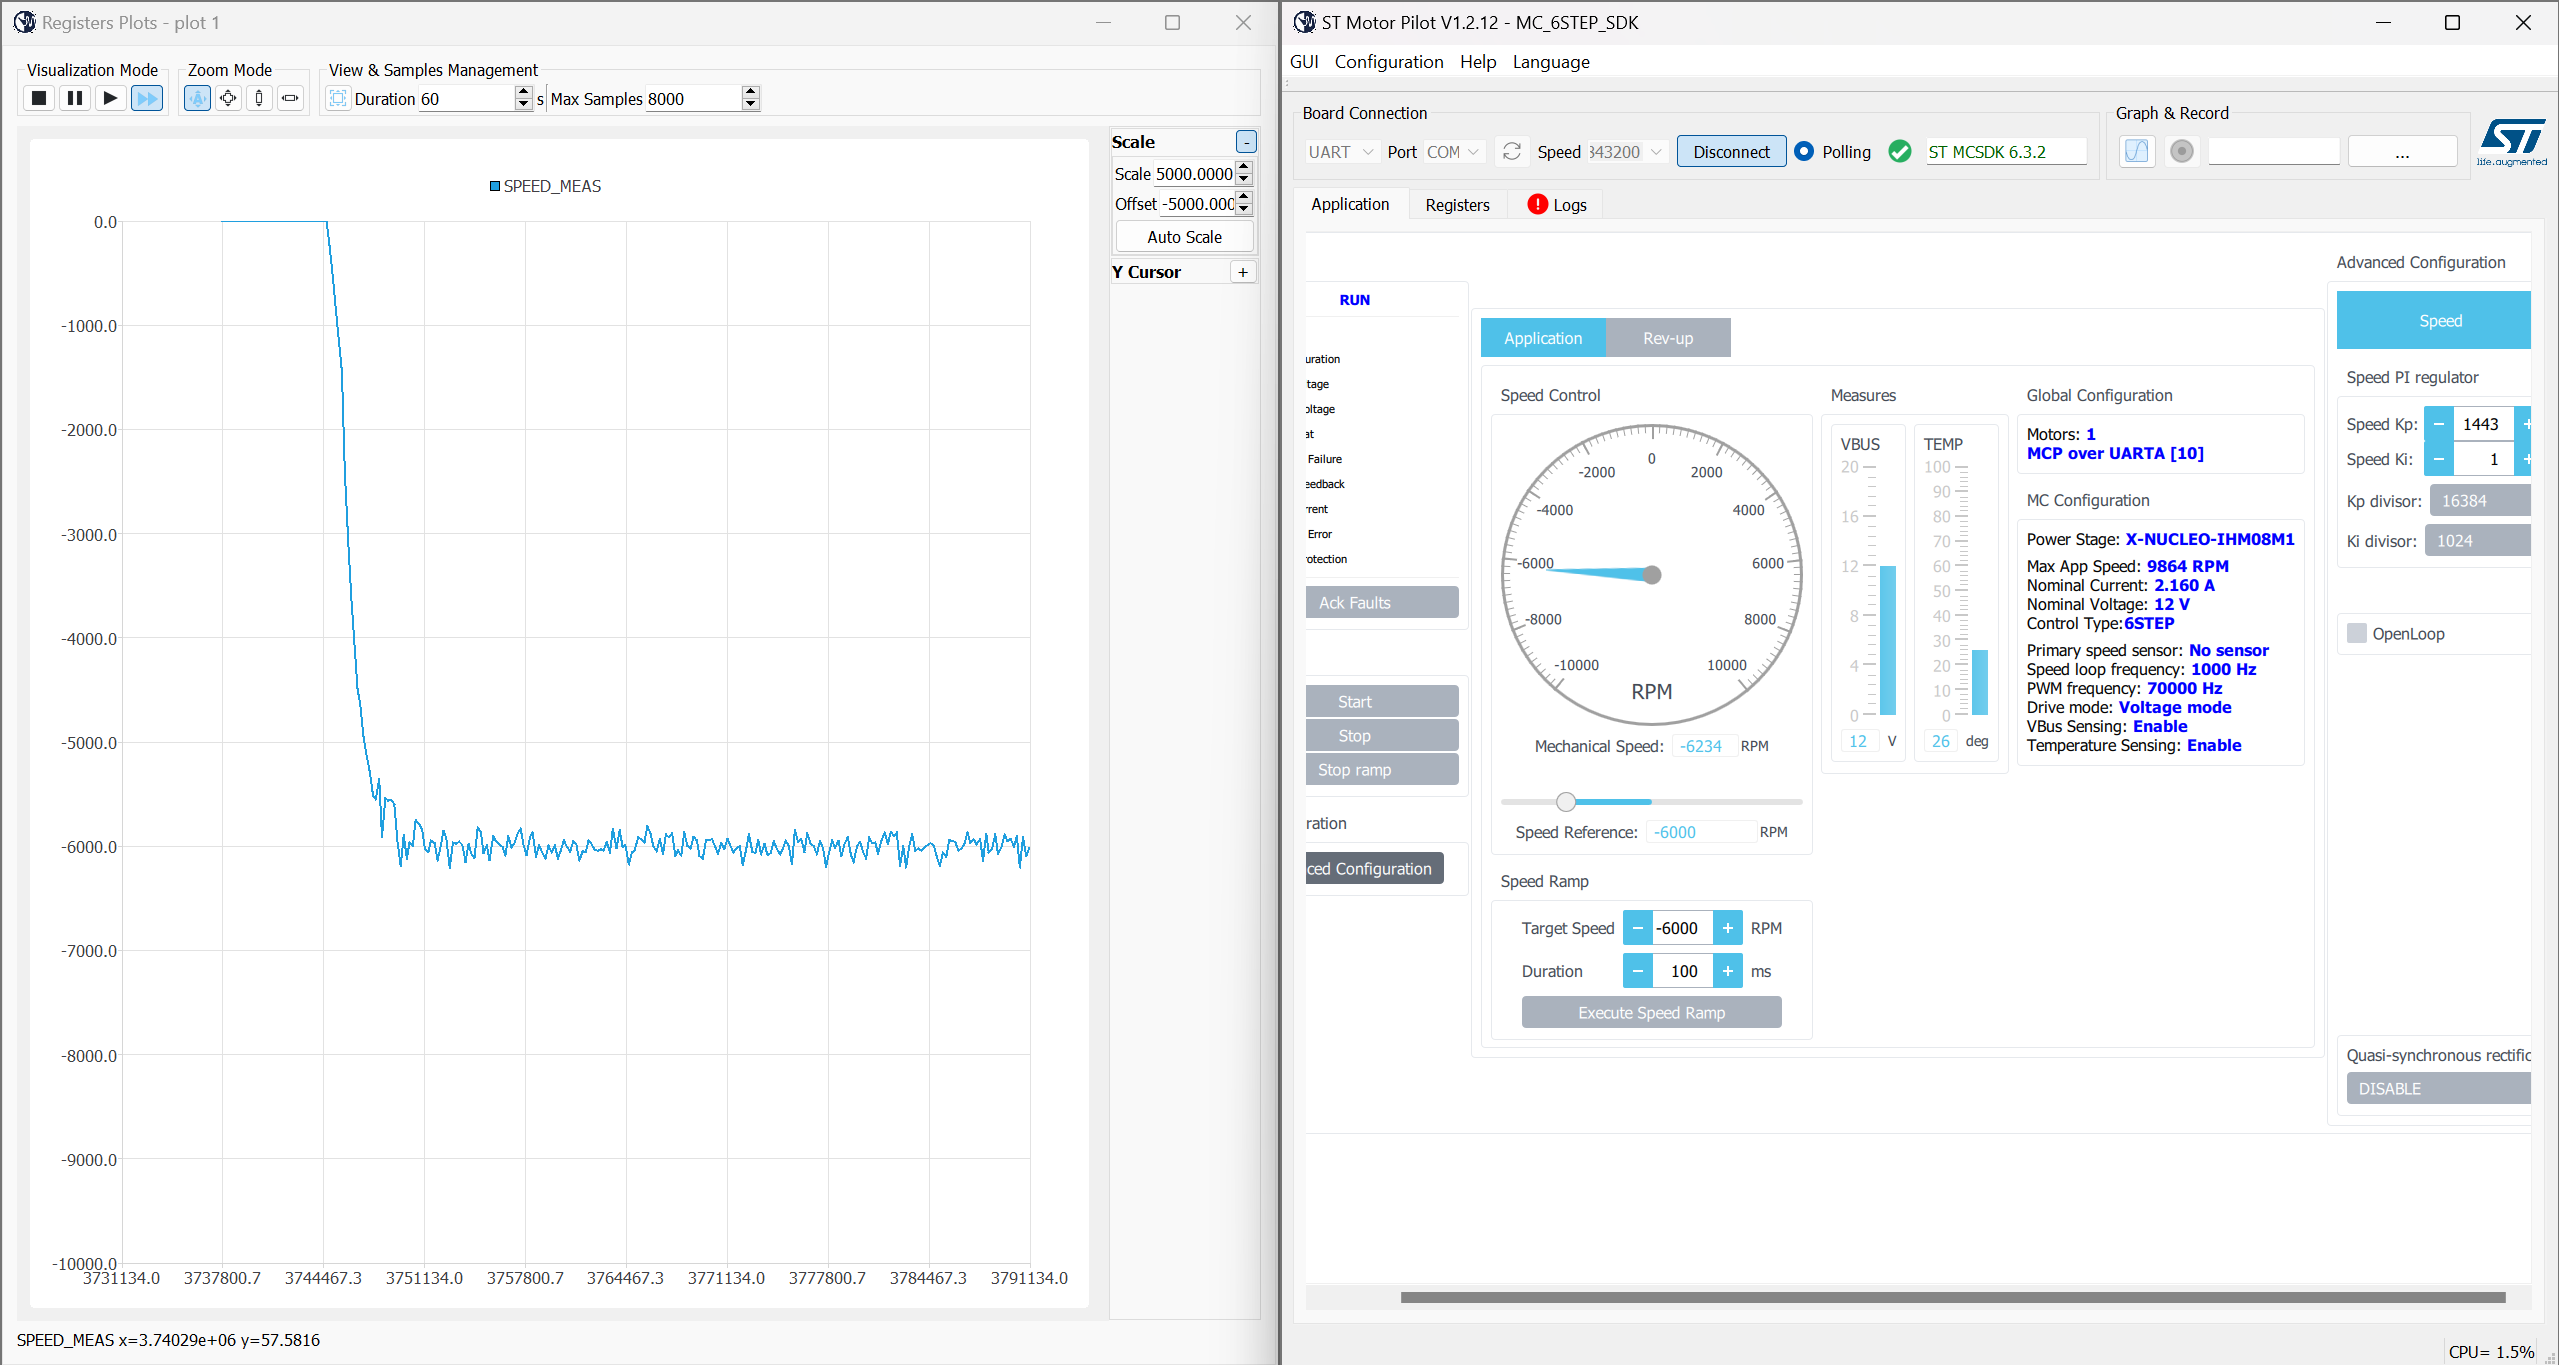 Registers Plots - plot 1
Visualization Mode
Zoom Mode
View & Samples Management
Duration 60 s
Max Samples 8000
Scale
-
Scale 5000.0000
Offset -5000.000
Auto Scale
Y Cursor
+
SPEED_MEAS
0.0
-1000.0
-2000.0
-3000.0
-4000.0
-5000.0
-6000.0
-7000.0
-8000.0
-9000.0
-10000.0
3731134.0 3737800.7 3744467.3 3751134.0 3757800.7 3764467.3 3771134.0 3777800.7 3784467.3 3791134.0
SPEED_MEAS x=3.74029e+06 y=57.5816
ST Motor Pilot V1.2.12 - MC_6STEP_SDK
GUI Configuration Help Language
Board Connection
UART Port COM Speed 843200 Disconnect Polling ST MCSDK 6.3.2
Graph & Record
...
ST
life.augmented
Application Registers Logs
RUN
uration
tage
oltage
at
Failure
eedback
rrent
Error
rotection
Ack Faults
Start
Stop
Stop ramp
ration
ced Configuration
Application Rev-up
Speed Control
0
-2000 2000
-4000 4000
-6000 6000
-8000 8000
-10000 10000
RPM
Mechanical Speed: -6234 RPM
Speed Reference: -6000 RPM
Speed Ramp
Target Speed - -6000 + RPM
Duration - 100 + ms
Execute Speed Ramp
Measures
VBUS
20
16
12
8
4
0
12 V
TEMP
100
90
80
70
60
50
40
30
20
10
0
26 deg
Global Configuration
Motors: 1
MCP over UARTA [10]
MC Configuration
Power Stage: X-NUCLEO-IHM08M1
Max App Speed: 9864 RPM
Nominal Current: 2.160 A
Nominal Voltage: 12 V
Control Type:6STEP
Primary speed sensor: No sensor
Speed loop frequency: 1000 Hz
PWM frequency: 70000 Hz
Drive mode: Voltage mode
VBus Sensing: Enable
Temperature Sensing: Enable
Advanced Configuration
Speed
Speed PI regulator
Speed Kp: - 1443 +
Speed Ki: - 1 +
Kp divisor: 16384
Ki divisor: 1024
OpenLoop
Quasi-synchronous rectific
DISABLE
CPU= 1.5%